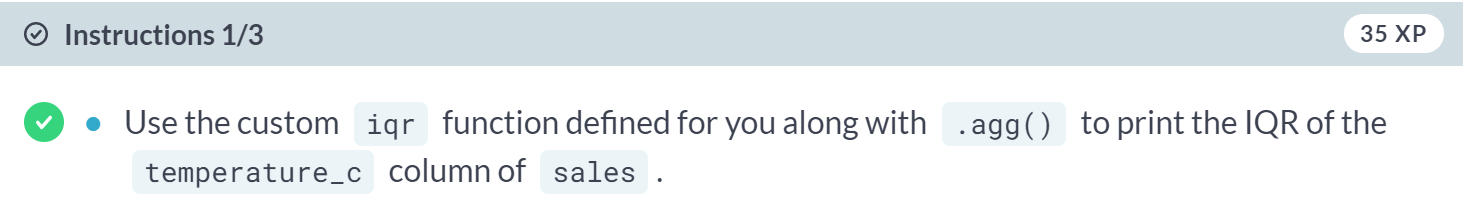 Instructions 1/3 35 XP
Use the custom iqr function defined for you along with .agg() to print the IQR of the
temperature_c column of sales .